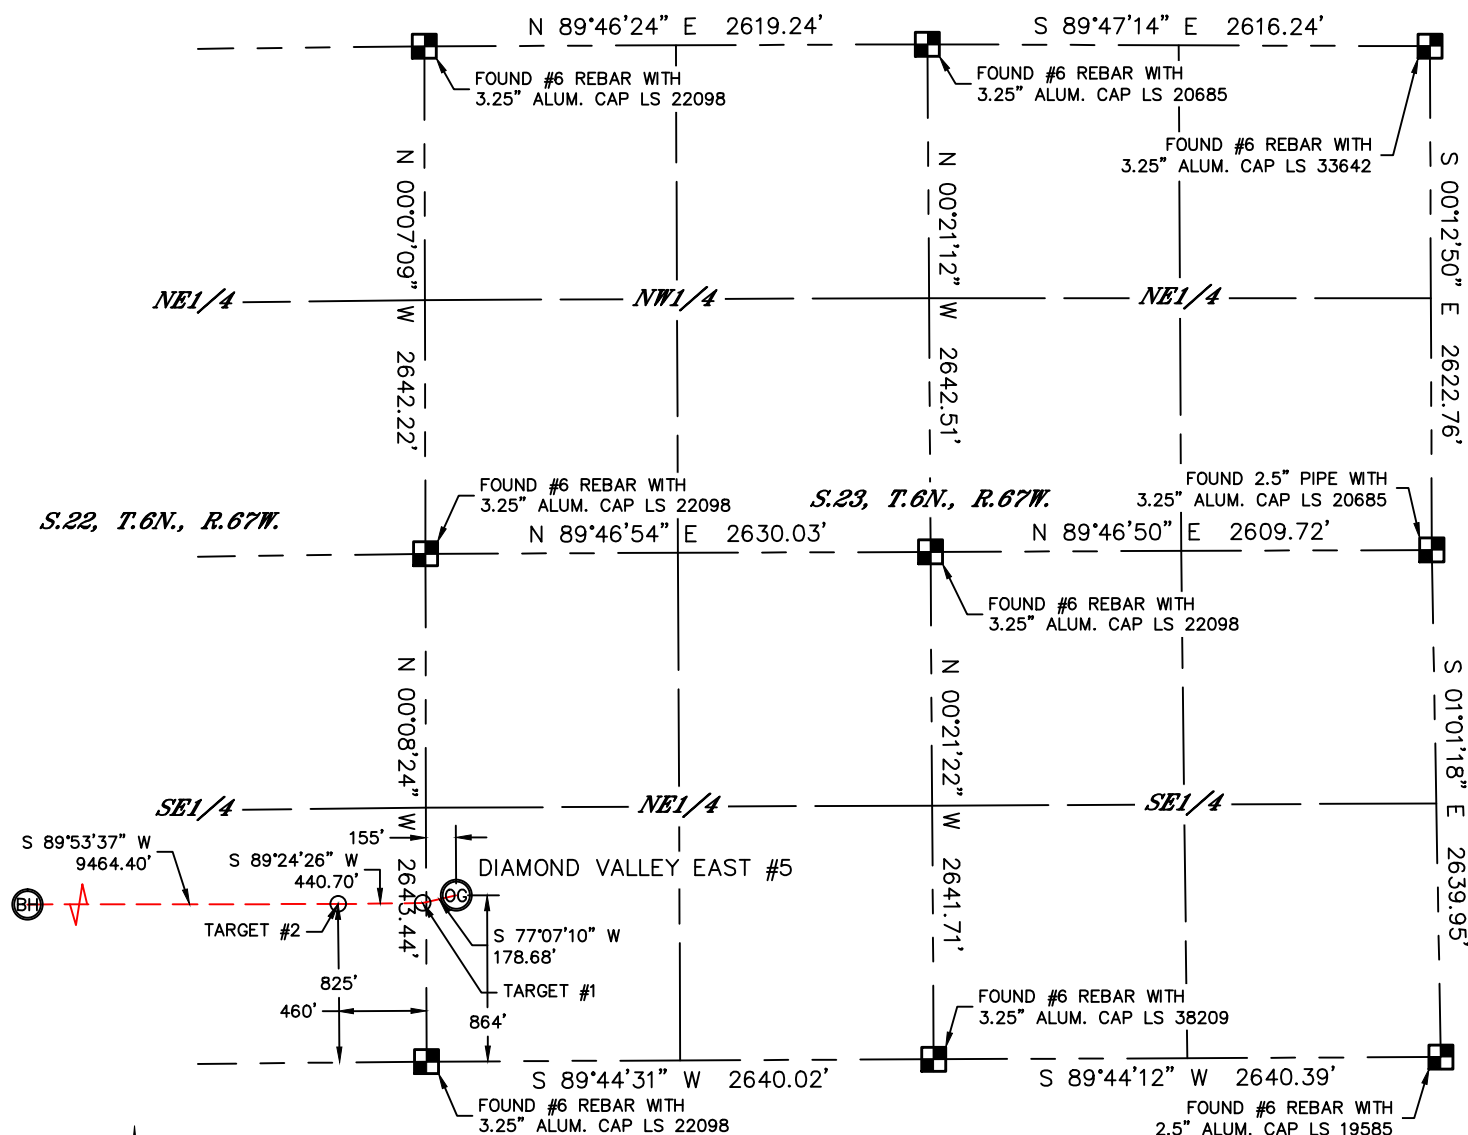 N 89°46'24" E 2619.24'
S 89°47'14" E 2616.24'
FOUND #6 REBAR WITH
3.25" ALUM. CAP LS 22098
FOUND #6 REBAR WITH
3.25" ALUM. CAP LS 20685
FOUND #6 REBAR WITH
3.25" ALUM. CAP LS 33642
N 00°07'09" W 2642.22'
N 00°21'12" W 2642.51'
S 00°12'50" E 2622.76'
NE1/4
NW1/4
NE1/4
FOUND #6 REBAR WITH
3.25" ALUM. CAP LS 22098
FOUND 2.5" PIPE WITH
3.25" ALUM. CAP LS 20685
S.22, T.6N., R.67W.
S.23, T.6N., R.67W.
N 89°46'54" E 2630.03'
N 89°46'50" E 2609.72'
FOUND #6 REBAR WITH
3.25" ALUM. CAP LS 22098
N 00°08'24" W 2643.44'
N 00°21'22" W 2641.71'
S 01°01'18" E 2639.95'
SE1/4
NE1/4
SE1/4
155'
S 89°53'37" W
9464.40'
S 89°24'26" W
440.70'
DIAMOND VALLEY EAST #5
BH
OG
TARGET #2
S 77°07'10" W
178.68'
825'
TARGET #1
460'
864'
FOUND #6 REBAR WITH
3.25" ALUM. CAP LS 38209
S 89°44'31" W 2640.02'
S 89°44'12" W 2640.39'
FOUND #6 REBAR WITH
3.25" ALUM. CAP LS 22098
FOUND #6 REBAR WITH
2.5" ALUM. CAP LS 19585